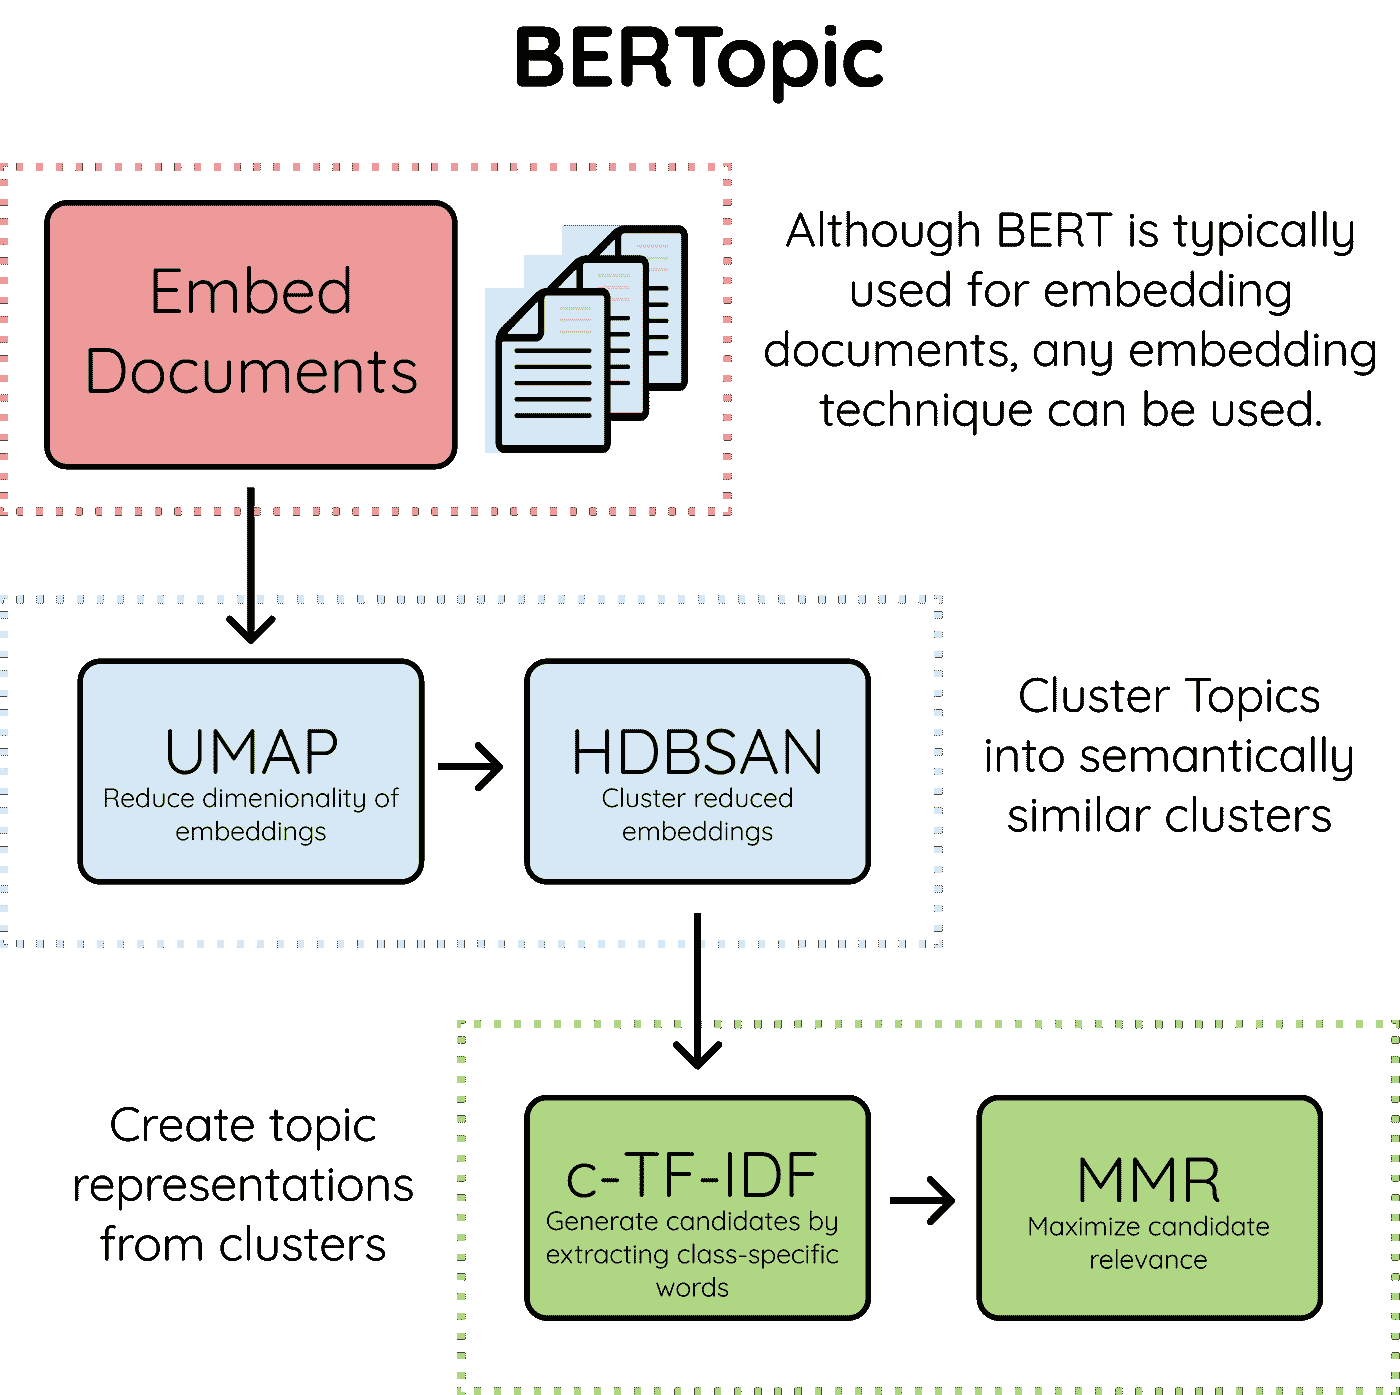 BERTopic
Embed
Documents
Although BERT is typically
used for embedding
documents, any embedding
technique can be used.
UMAP
Reduce dimenionality of
embeddings
HDBSAN
Cluster reduced
embeddings
Cluster Topics
into semantically
similar clusters
Create topic
representations
from clusters
c-TF-IDF
Generate candidates by
extracting class-specific
words
MMR
Maximize candidate
relevance